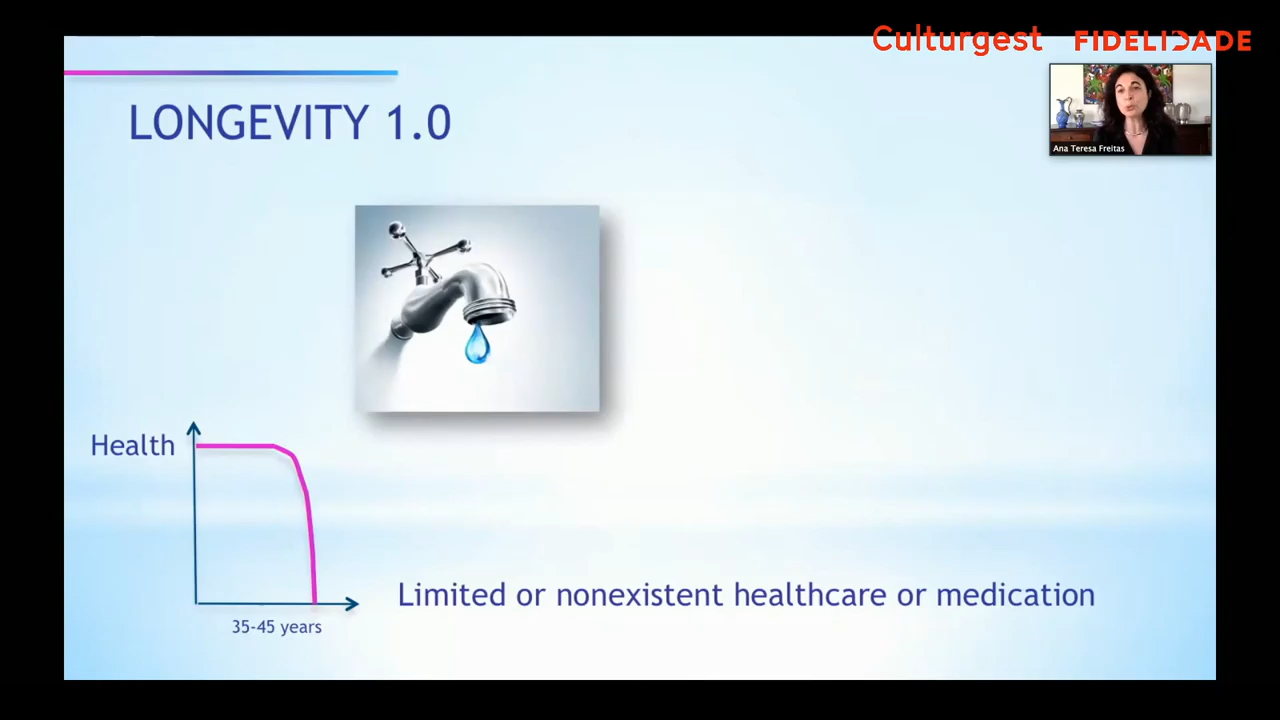 Culturgest FIDELIDADE
LONGEVITY 1.0
Ana Teresa Freitas
Health
35-45 years
Limited or nonexistent healthcare or medication